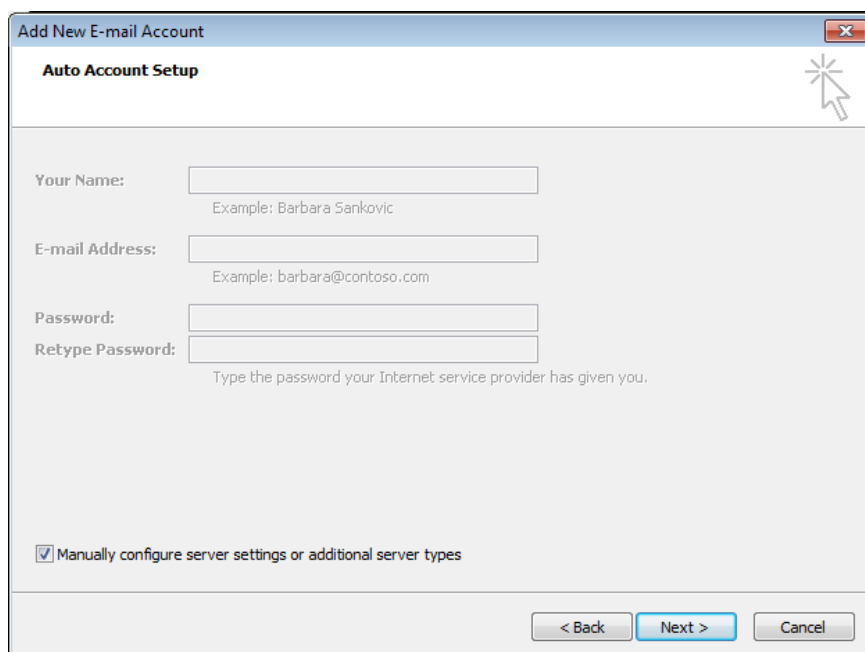 Add New E-mail Account
Auto Account Setup
Your Name:
Example: Barbara Sankovic
E-mail Address:
Example: barbara@contoso.com
Password:
Retype Password:
Type the password your Internet service provider has given you.
Manually configure server settings or additional server types
< Back Next > Cancel